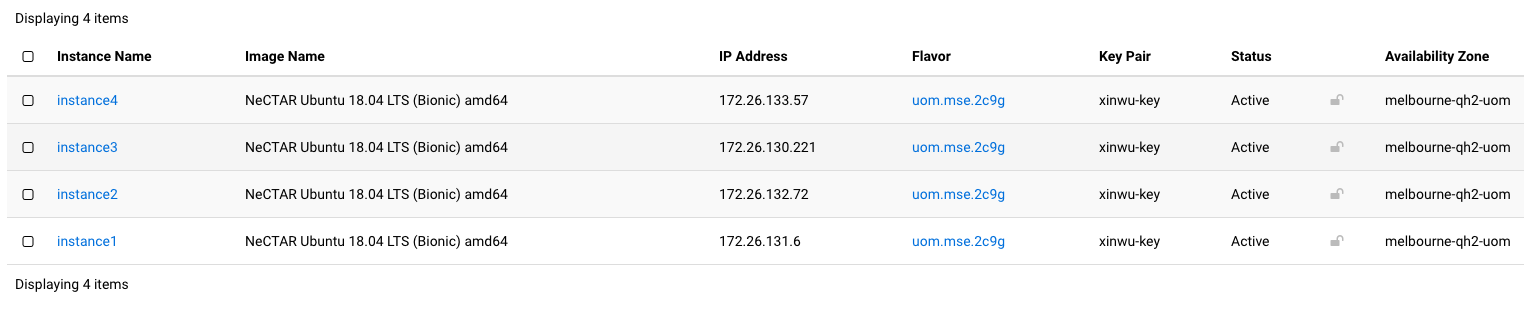 Displaying 4 items
Instance Name Image Name IP Address Flavor Key Pair Status Availability Zone
instance4 NeCTAR Ubuntu 18.04 LTS (Bionic) amd64 172.26.133.57 uom.mse.2c9g xinwu-key Active melbourne-qh2-uom
instance3 NeCTAR Ubuntu 18.04 LTS (Bionic) amd64 172.26.130.221 uom.mse.2c9g xinwu-key Active melbourne-qh2-uom
instance2 NeCTAR Ubuntu 18.04 LTS (Bionic) amd64 172.26.132.72 uom.mse.2c9g xinwu-key Active melbourne-qh2-uom
instance1 NeCTAR Ubuntu 18.04 LTS (Bionic) amd64 172.26.131.6 uom.mse.2c9g xinwu-key Active melbourne-qh2-uom
Displaying 4 items